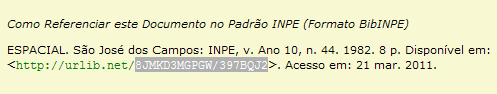 Como Referenciar este Documento no Padrão INPE (Formato BibINPE)
ESPACIAL. São José dos Campos: INPE, v. Ano 10, n. 44. 1982. 8 p. Disponível em:
<http://urlib.net/8JMKD3MGPGW/397BQJ2>. Acesso em: 21 mar. 2011.